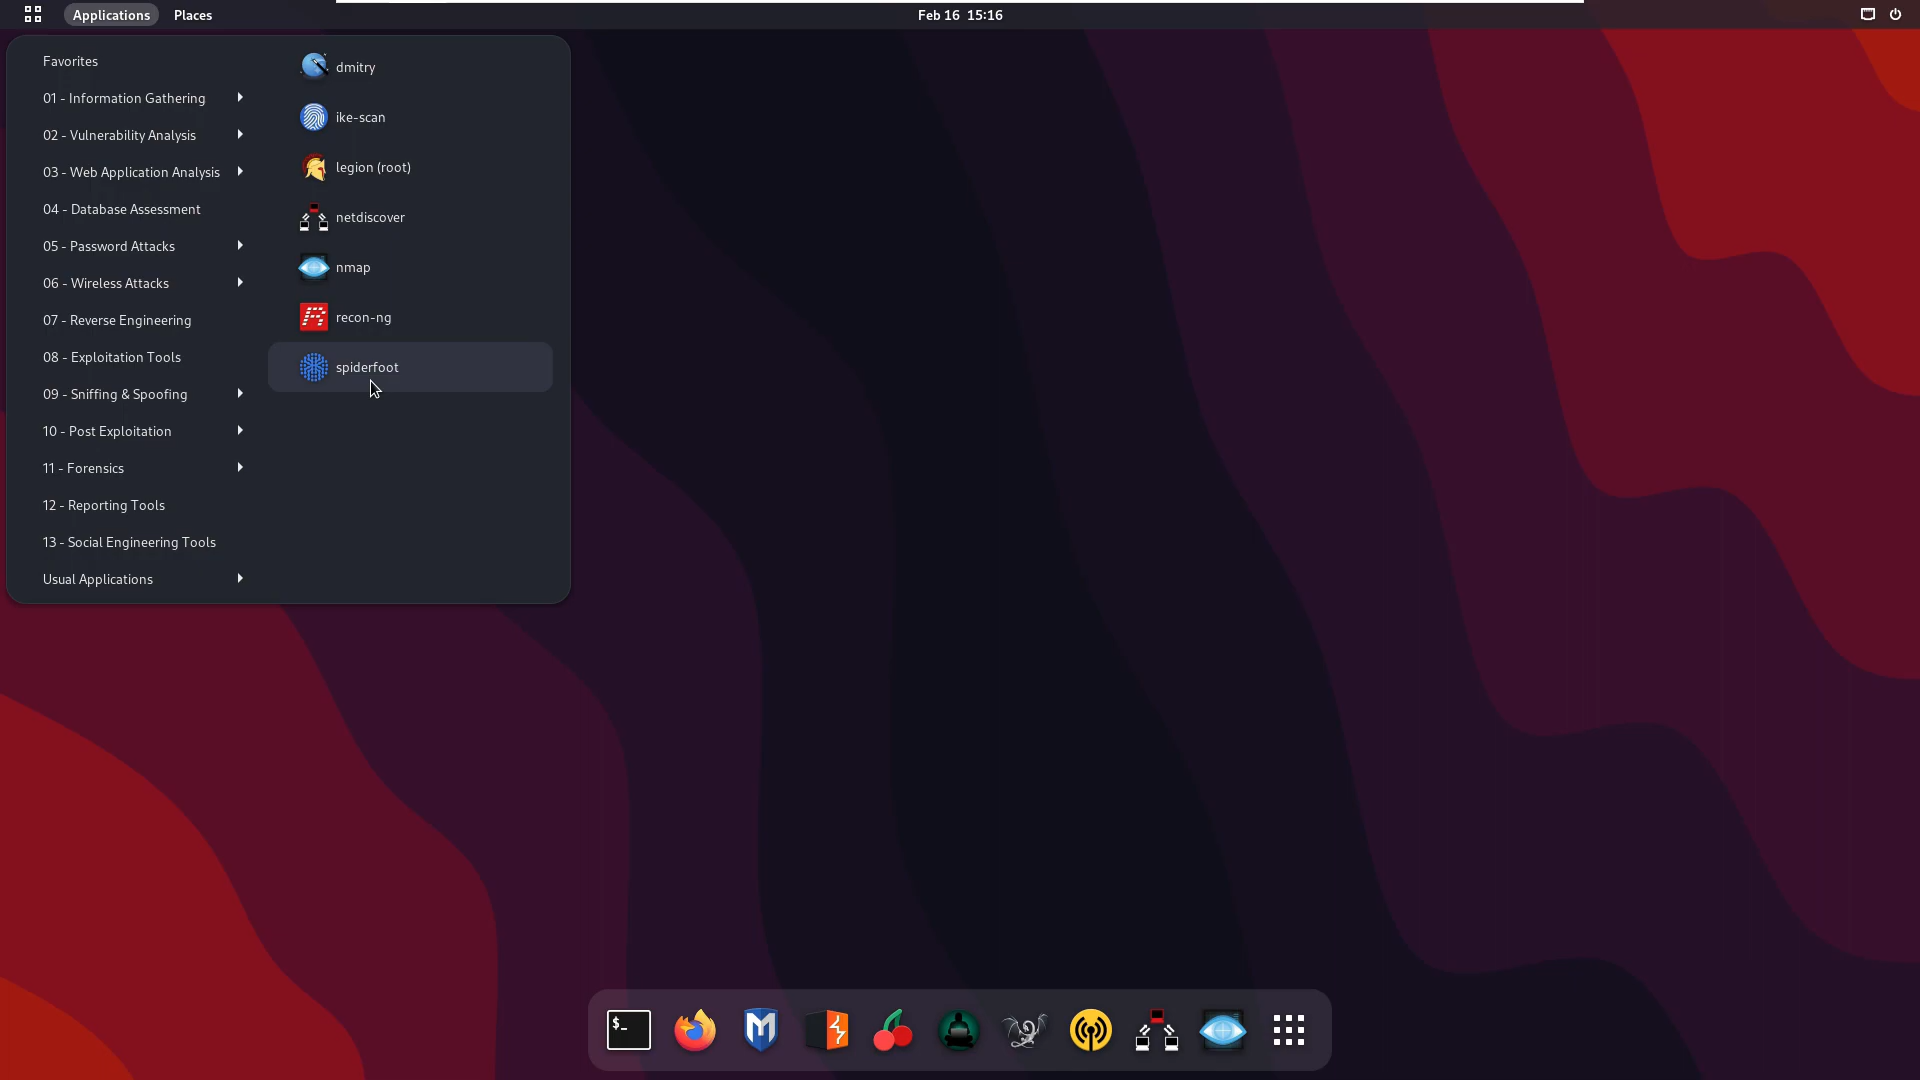 Applications Places Feb 16 15:16
Favorites
01 - Information Gathering
02 - Vulnerability Analysis
03 - Web Application Analysis
04 - Database Assessment
05 - Password Attacks
06 - Wireless Attacks
07 - Reverse Engineering
08 - Exploitation Tools
09 - Sniffing & Spoofing
10 - Post Exploitation
11 - Forensics
12 - Reporting Tools
13 - Social Engineering Tools
Usual Applications
dmitry
ike-scan
legion (root)
netdiscover
nmap
recon-ng
spiderfoot
$_
M